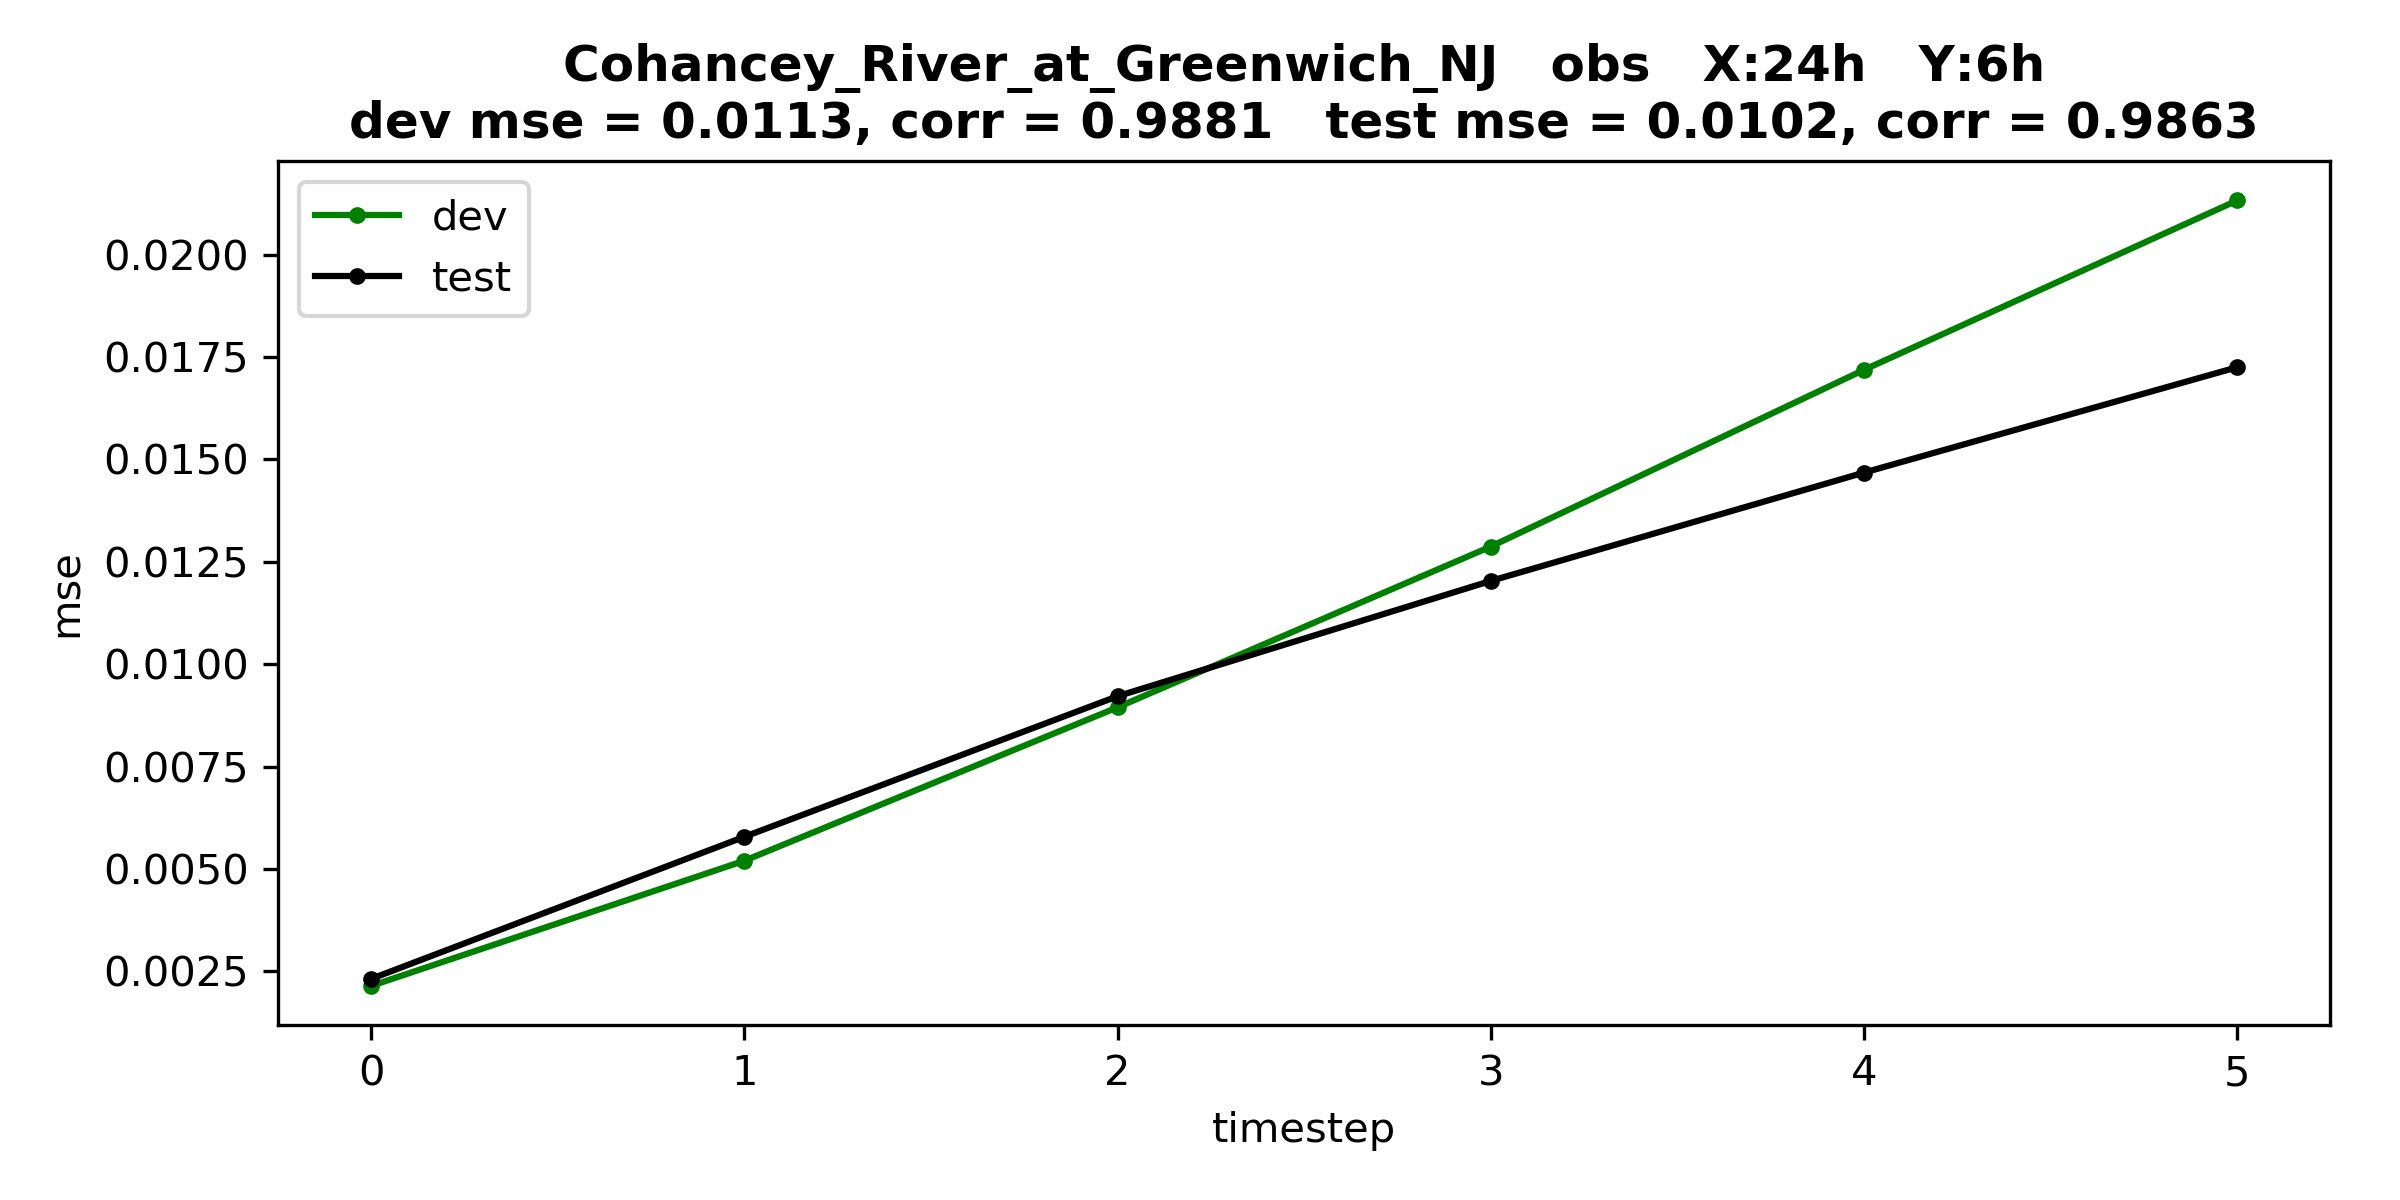 Cohancey_River_at_Greenwich_NJ obs X:24h Y:6h
dev mse = 0.0113, corr = 0.9881 test mse = 0.0102, corr = 0.9863
dev
test
0.0200
0.0175
0.0150
0.0125
0.0100
0.0075
0.0050
0.0025
mse
0 1 2 3 4 5
timestep